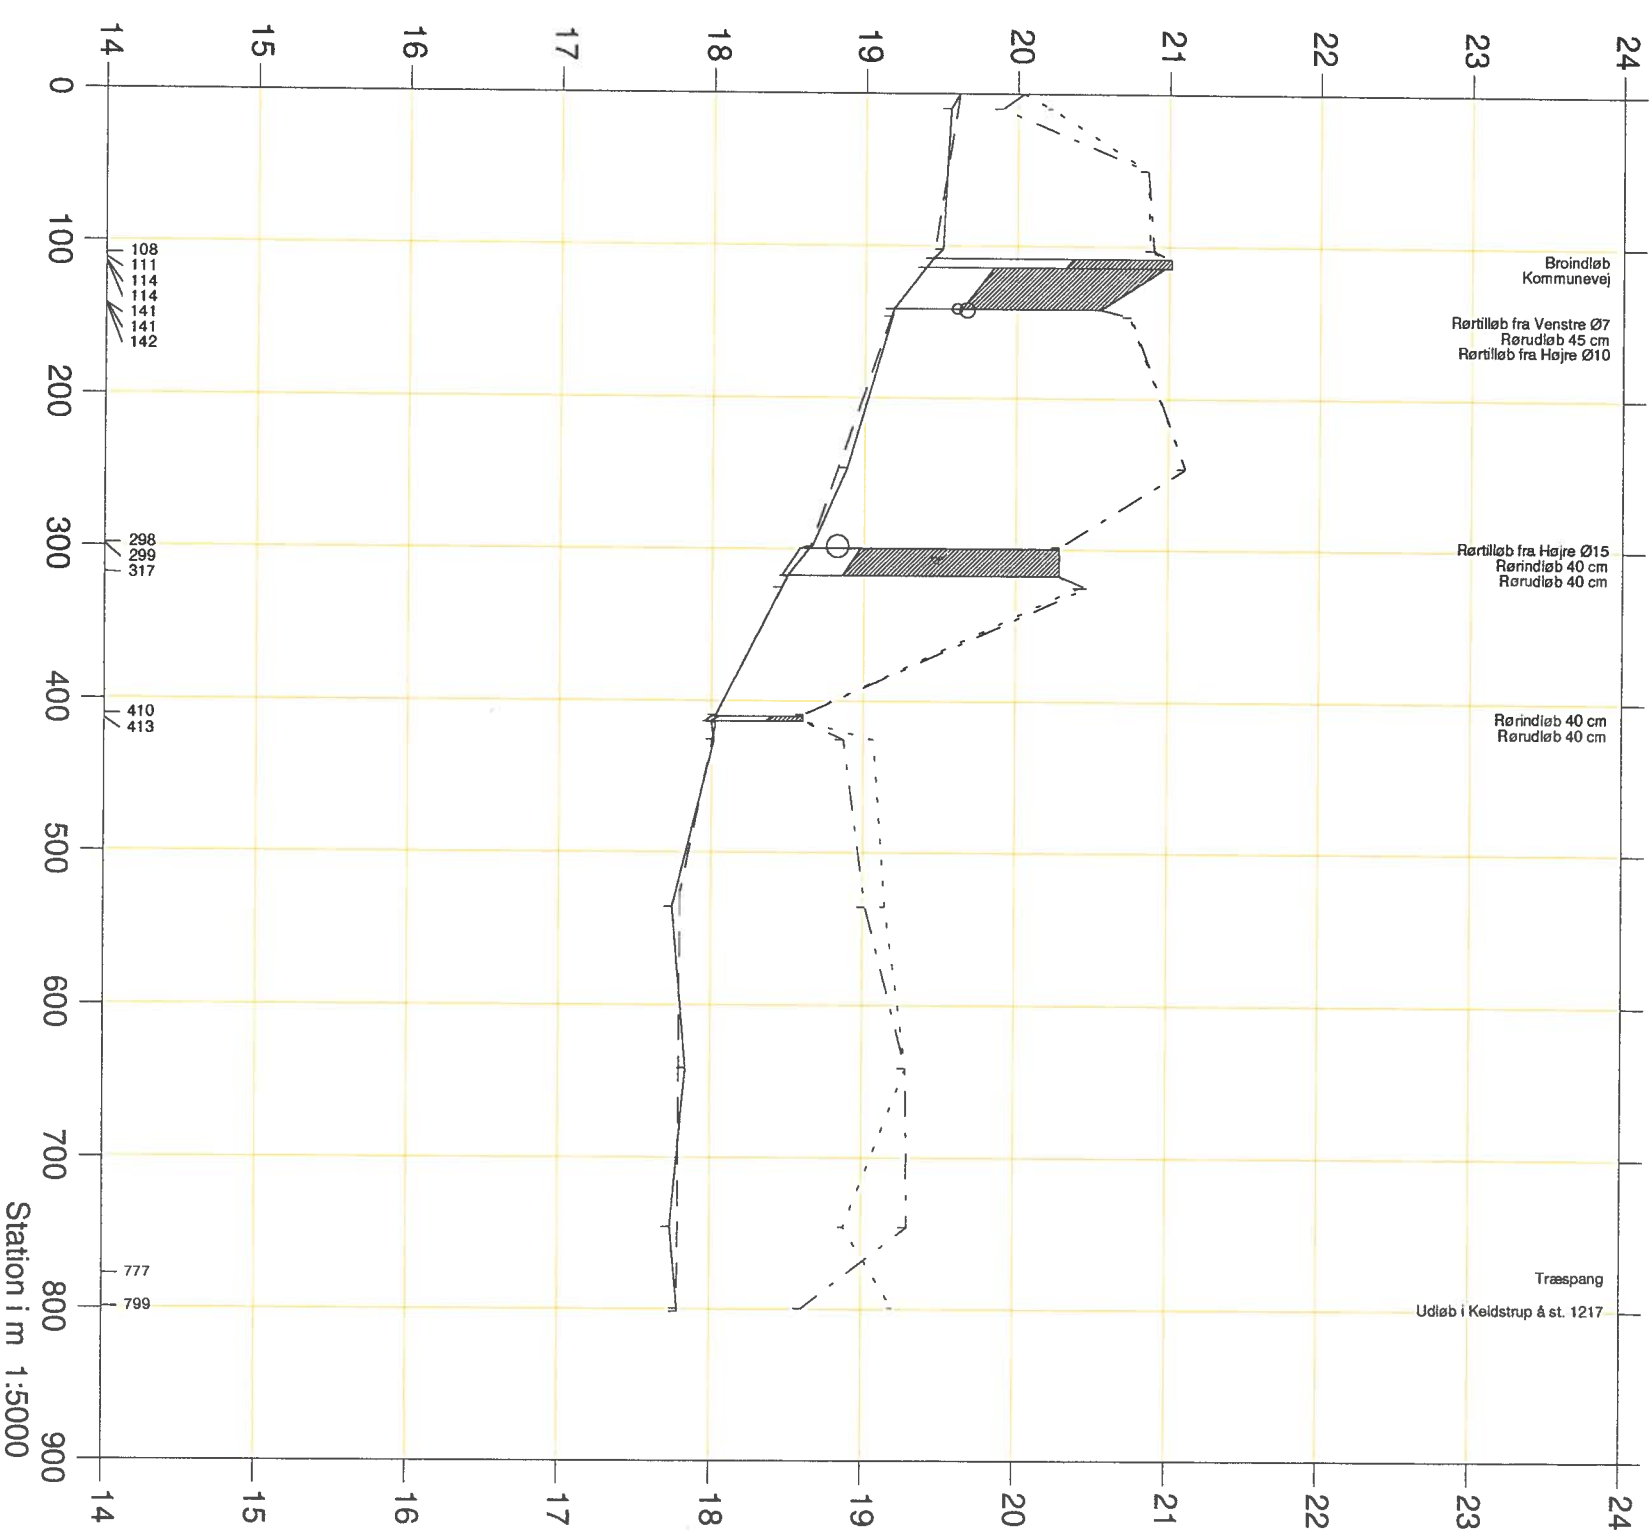 14 15 16 17 18 19 20 21 22 23 24
0
100
108
111
114
114
141
141
142
200
298
299
300
317
400
410
413
500
600
700
777
799
800
900
Station i m 1:5000
Broindløb
Kommunevej
Rørtilløb fra Venstre Ø7
Rørudløb 45 cm
Rørtilløb fra Højre Ø10
Rørtilløb fra Højre Ø15
Rørindløb 40 cm
Rørudløb 40 cm
Rørindløb 40 cm
Rørudløb 40 cm
Træspang
Udløb i Keldstrup å st. 1217
14 15 16 17 18 19 20 21 22 23 24